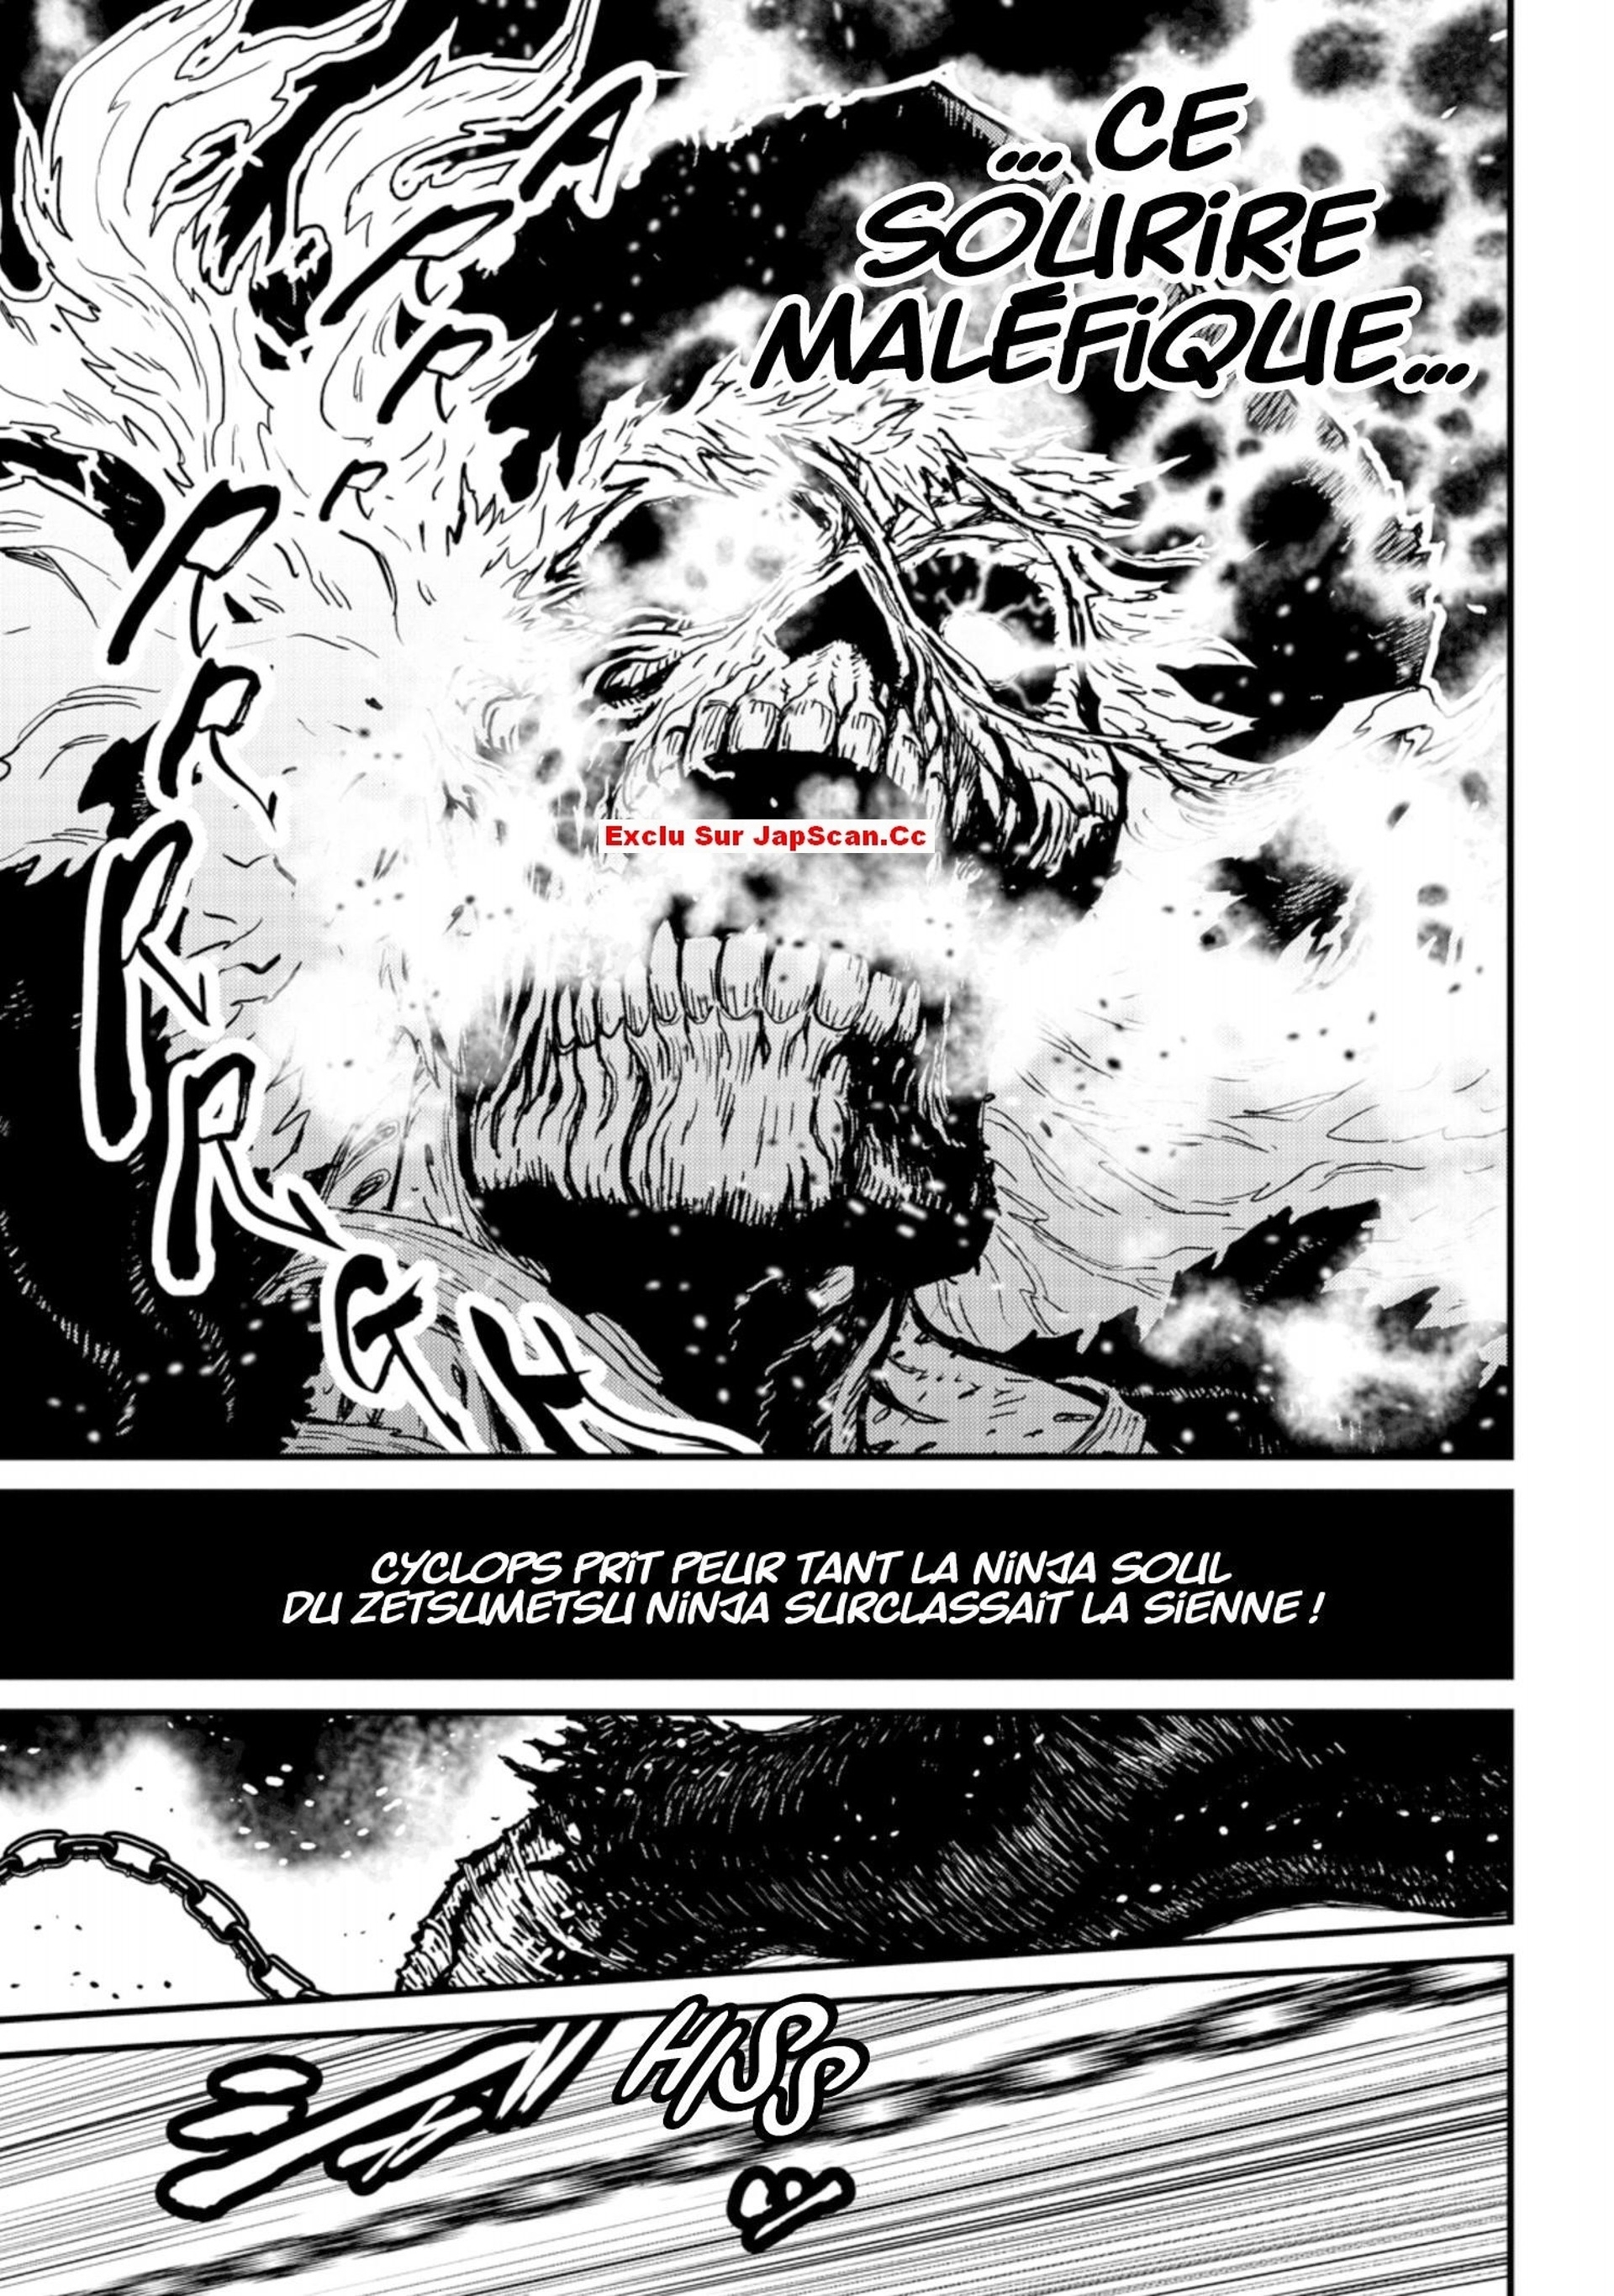 ... CE
SOURIRE
MALÉFIQUE...
ARRRRRRRGH
Exclu Sur JapScan.Cc
CYCLOPS PRIT PEUR TANT LA NINJA SOUL
DU ZETSUMETSU NINJA SURCLASSAIT LA SIENNE !
HISS